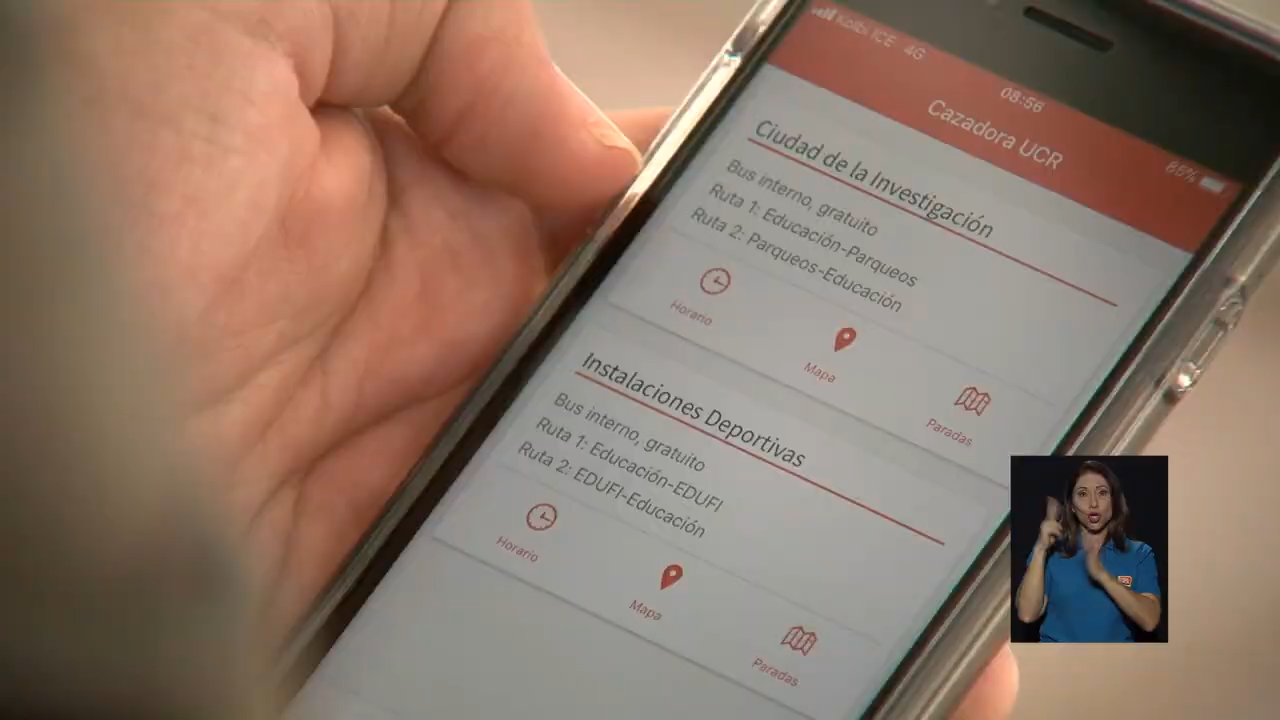 Kolbi ICE 4G
08:56
86%
Cazadora UCR
Ciudad de la Investigación
Bus interno, gratuito
Ruta 1: Educación-Parqueos
Ruta 2: Parqueos-Educación
Horario
Mapa
Paradas
Instalaciones Deportivas
Bus interno, gratuito
Ruta 1: Educación-EDUFI
Ruta 2: EDUFI-Educación
Horario
Mapa
Paradas